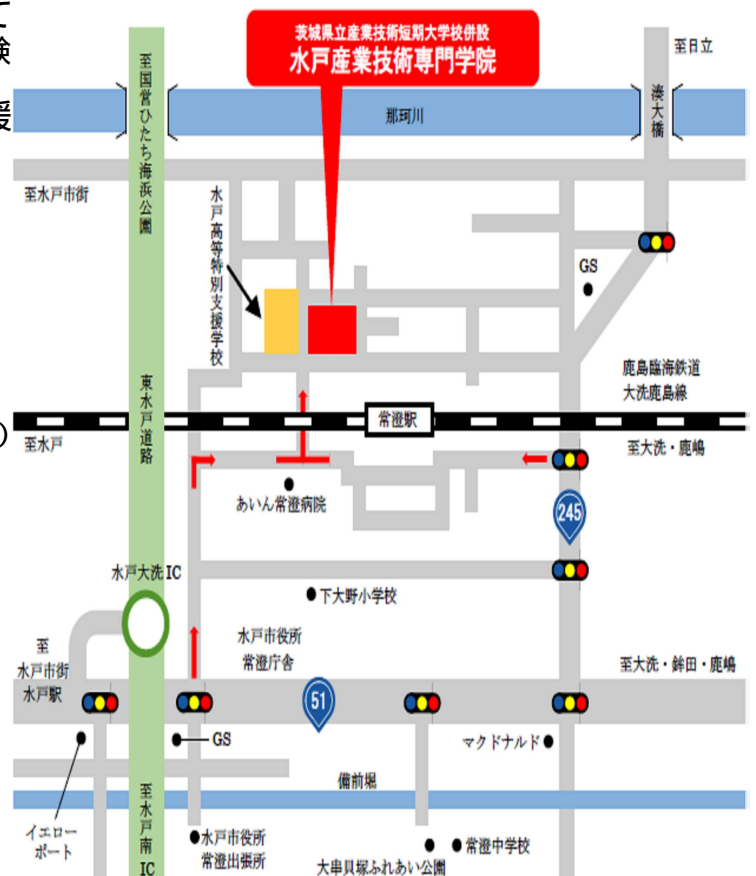 て
験
援
)
茨城県立産業技術短期大学校併設
水戸産業技術専門学院
至日立
至国営ひたち海浜公園
那珂川
湊大橋
至水戸市街
水戸高等特別支援学校
GS
東水戸道路
鹿島臨海鉄道
大洗鹿島線
常澄駅
至水戸
至大洗・鹿嶋
あいん常澄病院
245
水戸大洗IC
下大野小学校
至
水戸市街
水戸駅
水戸市役所
常澄庁舎
至大洗・鉾田・鹿嶋
51
GS
マクドナルド
備前堀
至水戸南IC
イエロー
ポート
水戸市役所
常澄出張所
常澄中学校
大串貝塚ふれあい公園